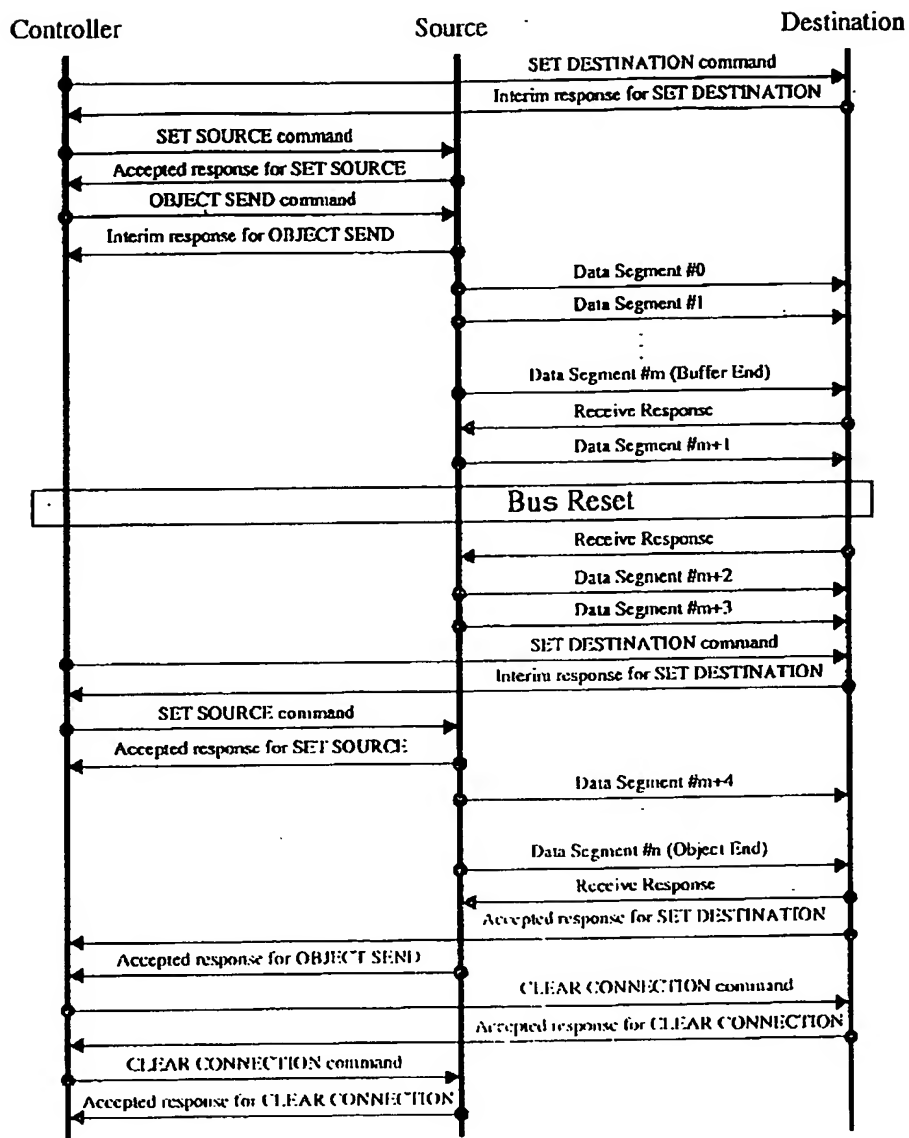 Controller
Source
Destination
SET DESTINATION command
Interim response for SET DESTINATION
SET SOURCE command
Accepted response for SET SOURCE
OBJECT SEND command
Interim response for OBJECT SEND
Data Segment #0
Data Segment #1
Data Segment #m (Buffer End)
Receive Response
Data Segment #m+1
Bus Reset
Receive Response
Data Segment #m+2
Data Segment #m+3
SET DESTINATION command
Interim response for SET DESTINATION
SET SOURCE command
Accepted response for SET SOURCE
Data Segment #m+4
Data Segment #n (Object End)
Receive Response
Accepted response for SET DESTINATION
Accepted response for OBJECT SEND
CLEAR CONNECTION command
Accepted response for CLEAR CONNECTION
CLEAR CONNECTION command
Accepted response for CLEAR CONNECTION